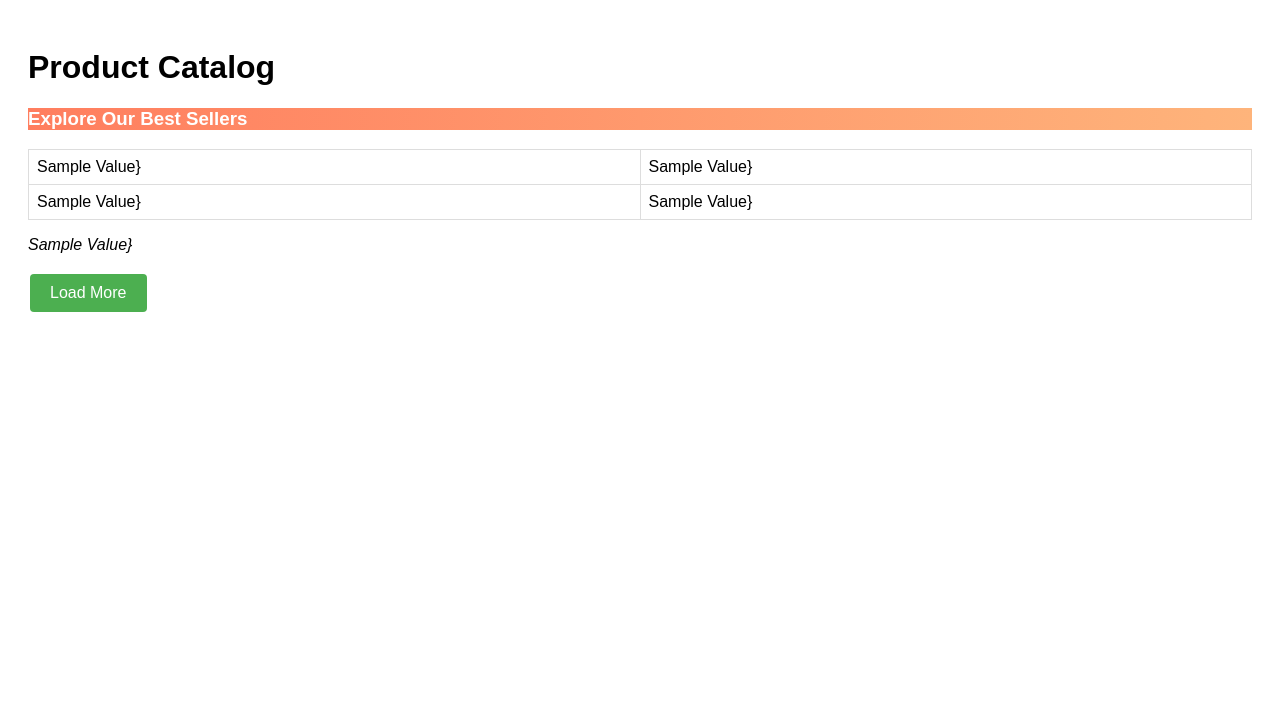 Product Catalog
Explore Our Best Sellers
Sample Value} Sample Value}
Sample Value} Sample Value}
Sample Value}
Load More